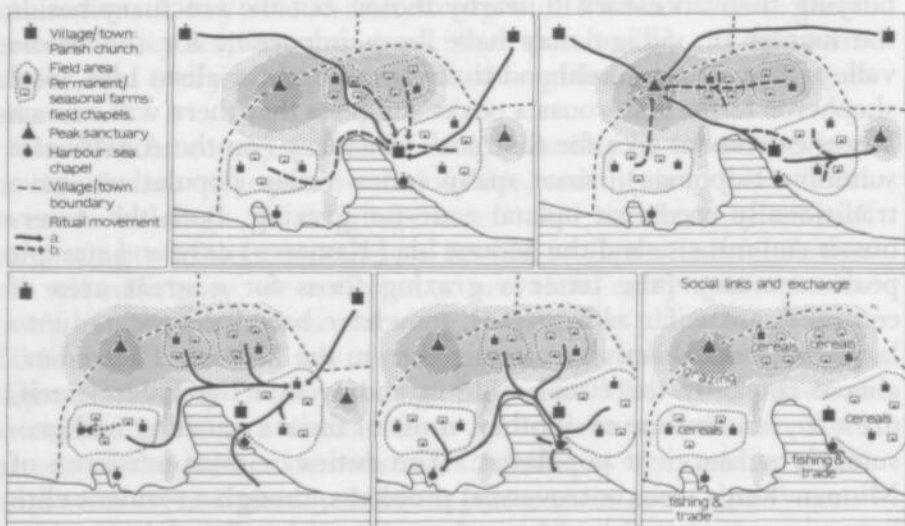 Village/town:
Parish church
Field area:
Permanent/
seasonal farms:
field chapels
Peak sanctuary
Harbour-sea
chapel
Village/town
boundary
Ritual movement
a.
b.
Social links and exchange
cereals
cereals
grazing
cereals
cereals
fishing &
trade
fishing &
trade